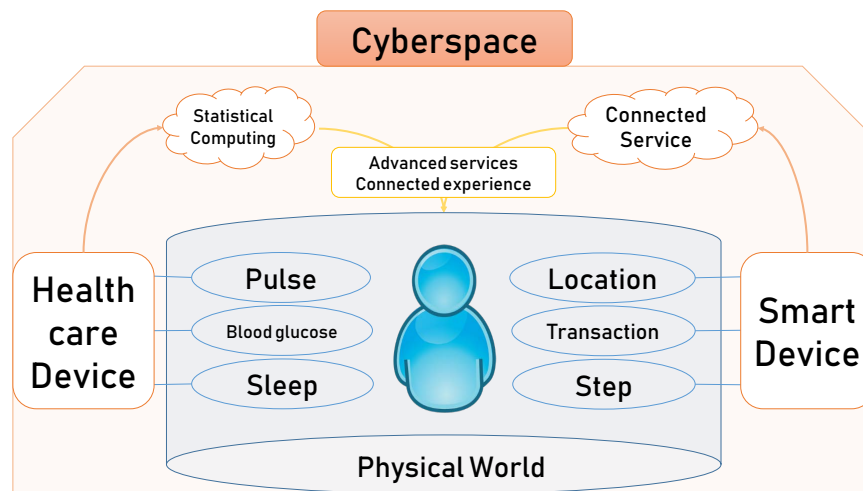 Cyberspace
Statistical
Computing
Connected
Service
Advanced services
Connected experience
Health
care
Device
Pulse
Blood glucose
Sleep
Location
Transaction
Step
Smart
Device
Physical World